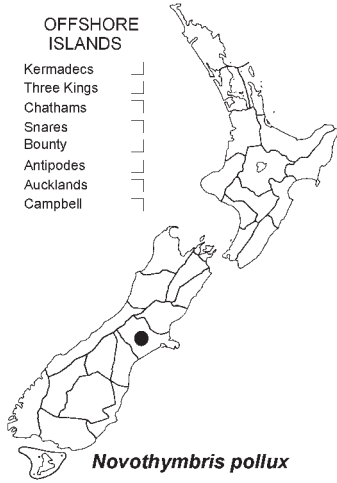 OFFSHORE
ISLANDS
Kermadecs
Three Kings
Chathams
Snares
Bounty
Antipodes
Aucklands
Campbell
Novothymbris pollux